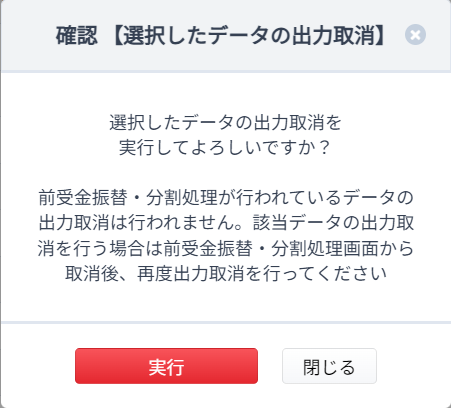 確認 【選択したデータの出力取消】
選択したデータの出力取消を
実行してよろしいですか？
前受金振替・分割処理が行われているデータの
出力取消は行われません。該当データの出力取
消を行う場合は前受金振替・分割処理画面から
取消後、再度出力取消を行ってください
実行
閉じる